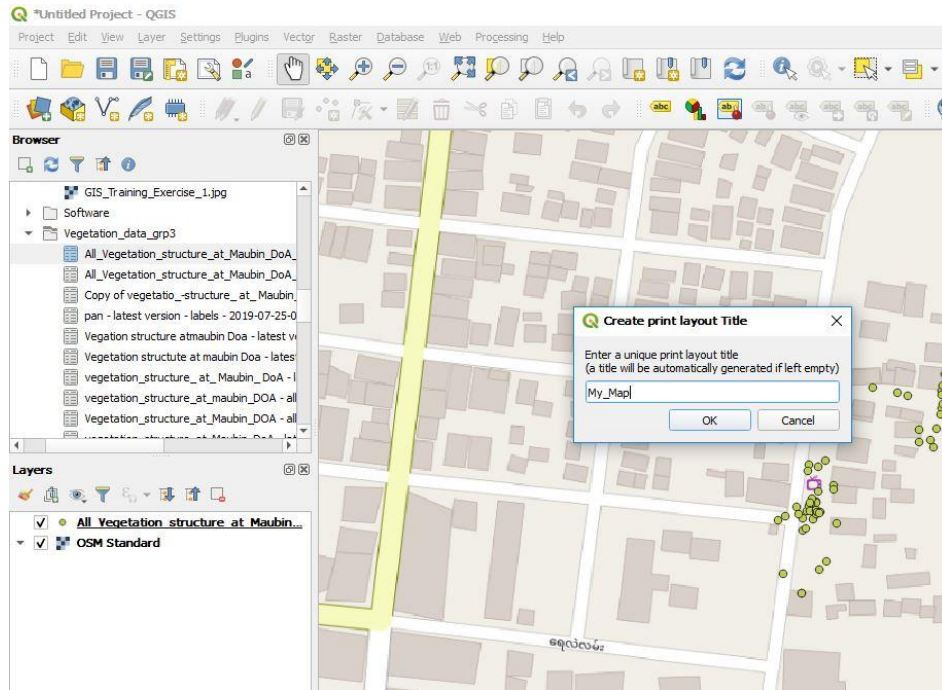 *Untitled Project - QGIS
Project Edit View Layer Settings Plugins Vector Raster Database Web Processing Help
Browser
GIS_Training_Exercise_1.jpg
Software
Vegetation_data_grp3
All_Vegetation_structure_at_Maubin_DoA_
All_Vegetation_structure_at_Maubin_DoA_
Copy of vegetatio_-structure_ at_ Maubin_
pan - latest version - labels - 2019-07-25-0
Vegation structure atmaubin Doa - latest v
Vegetation structute at maubin Doa - lates
vegetation_structure_ at_ Maubin_ DoA - l
vegetation_structure_at_maubin_DOA - all
Vegetation_structure_at_Maubin_DOA - al
Layers
All_Vegetation_structure_at_Maubin...
OSM Standard
Create print layout Title
Enter a unique print layout title
(a title will be automatically generated if left empty)
My_Map
OK Cancel